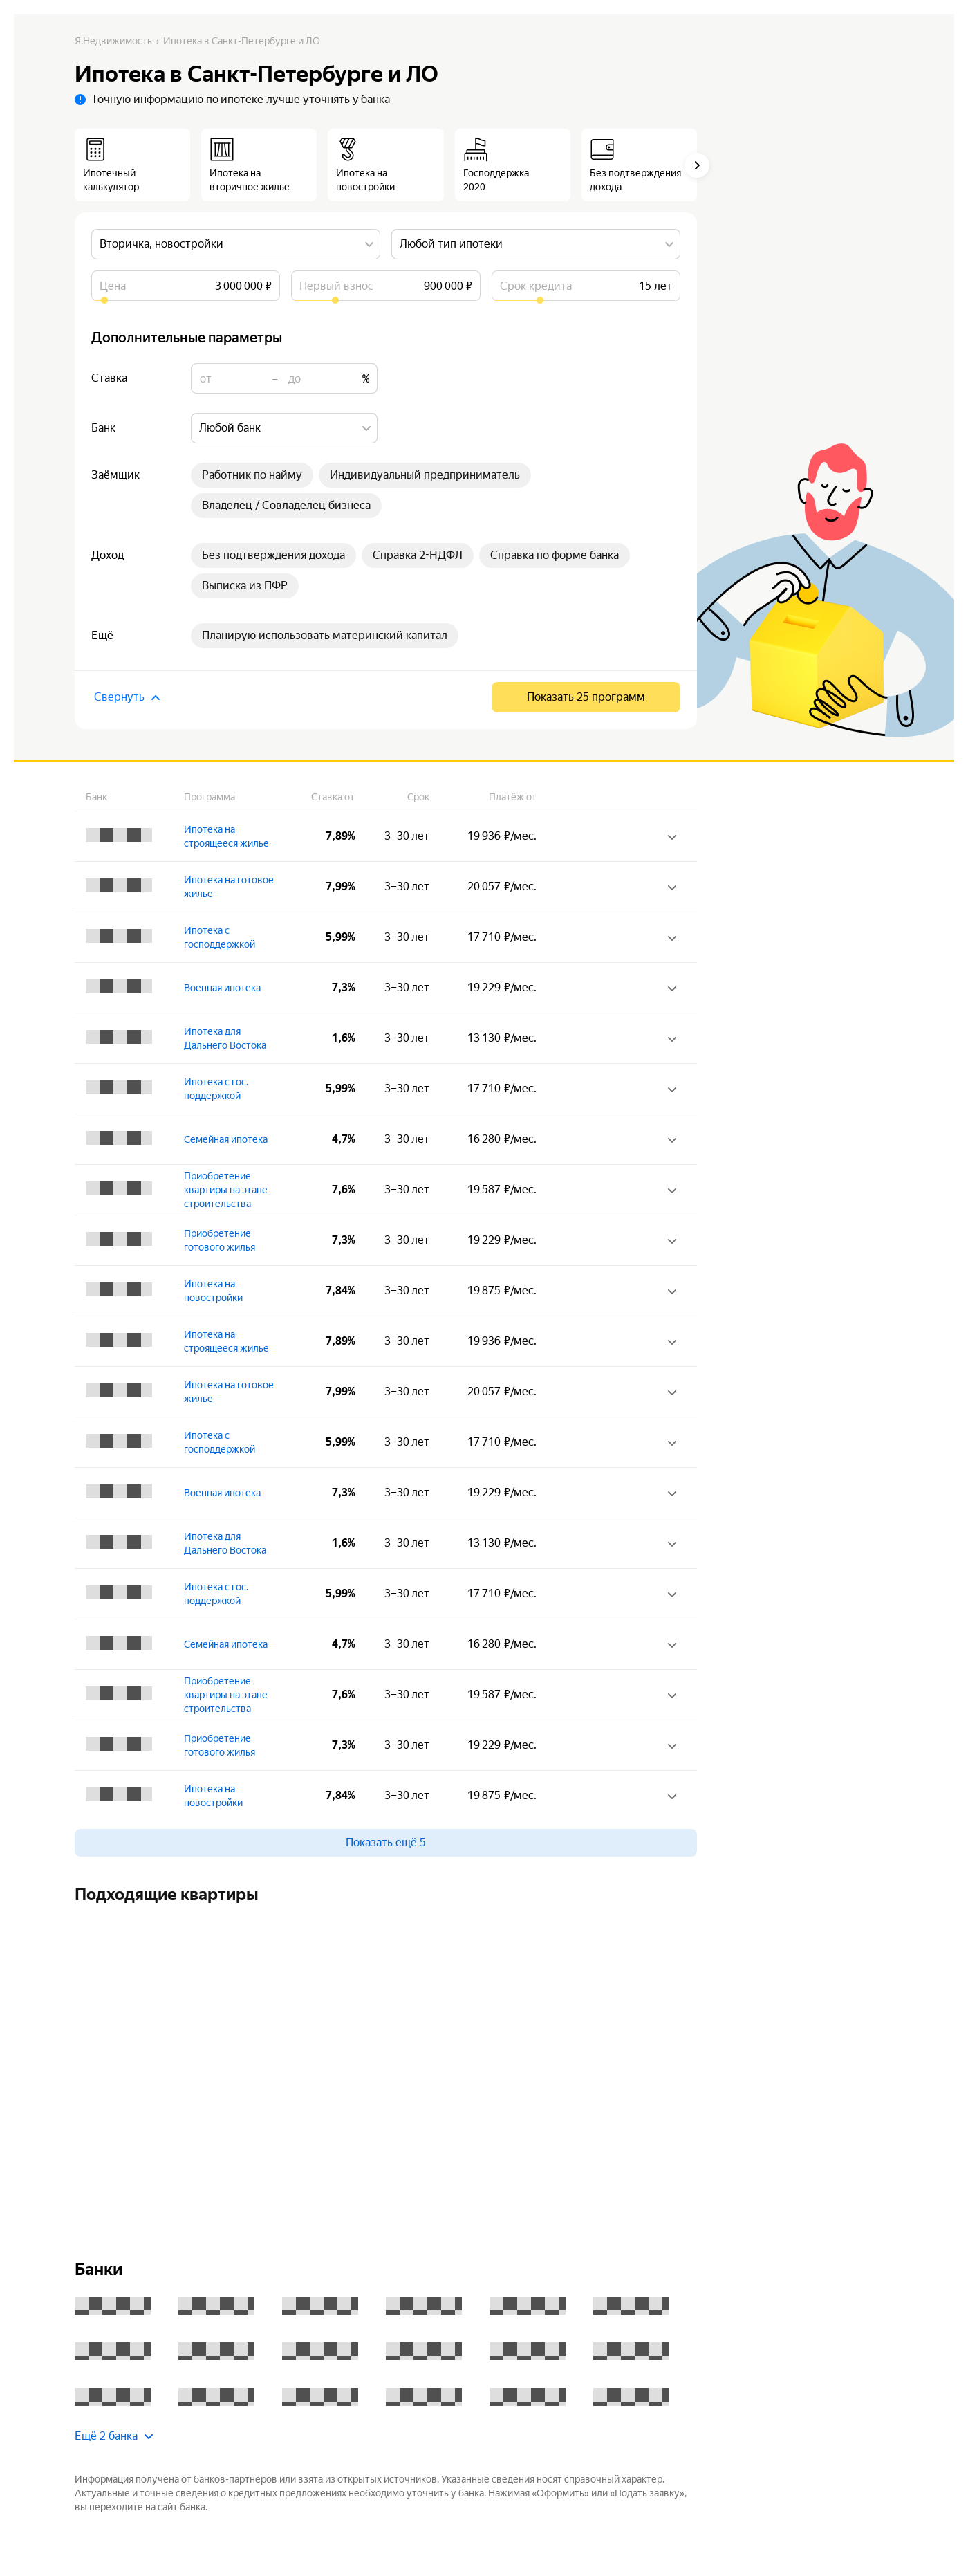 Я.Недвижимость › Ипотека в Санкт-Петербурге и ЛО
Ипотека в Санкт-Петербурге и ЛО
Точную информацию по ипотеке лучше уточнять у банка
Ипотечный
калькулятор
Ипотека на
вторичное жилье
Ипотека на
новостройки
Господдержка
2020
Без подтверждения
дохода
Вторичка, новостройки
Любой тип ипотеки
Цена 3 000 000 ₽
Первый взнос 900 000 ₽
Срок кредита 15 лет
Дополнительные параметры
Ставка от – до %
Банк Любой банк
Заёмщик Работник по найму Индивидуальный предприниматель
Владелец / Совладелец бизнеса
Доход Без подтверждения дохода Справка 2-НДФЛ Справка по форме банка
Выписка из ПФР
Ещё Планирую использовать материнский капитал
Свернуть
Показать 25 программ
Банк Программа Ставка от Срок Платёж от
Ипотека на
строящееся жилье
7,89% 3–30 лет 19 936 ₽/мес.
Ипотека на готовое
жилье
7,99% 3–30 лет 20 057 ₽/мес.
Ипотека с
господдержкой
5,99% 3–30 лет 17 710 ₽/мес.
Военная ипотека 7,3% 3–30 лет 19 229 ₽/мес.
Ипотека для
Дальнего Востока
1,6% 3–30 лет 13 130 ₽/мес.
Ипотека с гос.
поддержкой
5,99% 3–30 лет 17 710 ₽/мес.
Семейная ипотека 4,7% 3–30 лет 16 280 ₽/мес.
Приобретение
квартиры на этапе
строительства
7,6% 3–30 лет 19 587 ₽/мес.
Приобретение
готового жилья
7,3% 3–30 лет 19 229 ₽/мес.
Ипотека на
новостройки
7,84% 3–30 лет 19 875 ₽/мес.
Ипотека на
строящееся жилье
7,89% 3–30 лет 19 936 ₽/мес.
Ипотека на готовое
жилье
7,99% 3–30 лет 20 057 ₽/мес.
Ипотека с
господдержкой
5,99% 3–30 лет 17 710 ₽/мес.
Военная ипотека 7,3% 3–30 лет 19 229 ₽/мес.
Ипотека для
Дальнего Востока
1,6% 3–30 лет 13 130 ₽/мес.
Ипотека с гос.
поддержкой
5,99% 3–30 лет 17 710 ₽/мес.
Семейная ипотека 4,7% 3–30 лет 16 280 ₽/мес.
Приобретение
квартиры на этапе
строительства
7,6% 3–30 лет 19 587 ₽/мес.
Приобретение
готового жилья
7,3% 3–30 лет 19 229 ₽/мес.
Ипотека на
новостройки
7,84% 3–30 лет 19 875 ₽/мес.
Показать ещё 5
Подходящие квартиры
Банки
Ещё 2 банка
Информация получена от банков-партнёров или взята из открытых источников. Указанные сведения носят справочный характер.
Актуальные и точные сведения о кредитных предложениях необходимо уточнить у банка. Нажимая «Оформить» или «Подать заявку»,
вы переходите на сайт банка.